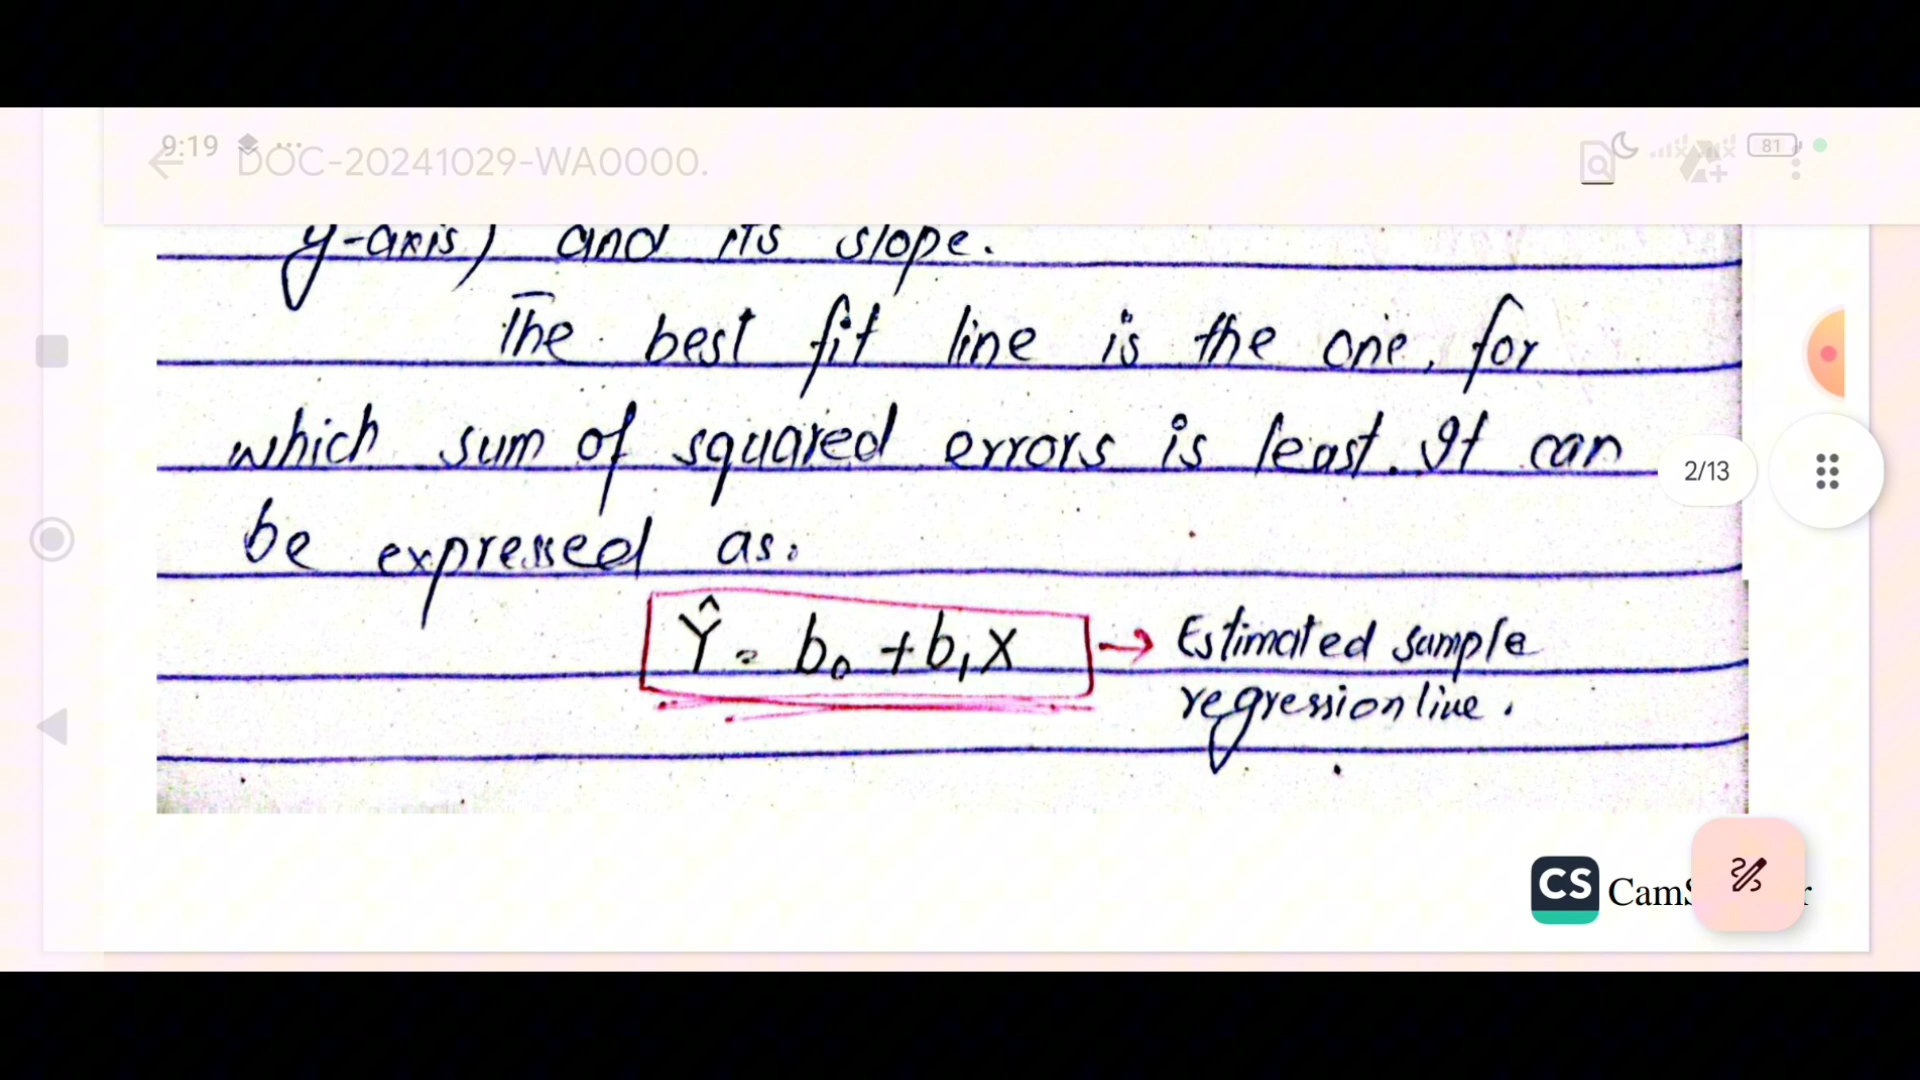 9:19
DOC-20241029-WA0000.
81
y-axis) and its slope.
The best fit line is the one, for
which sum of squared errors is least. It can
2/13
be expressed as:
Ŷ = b₀ + b₁X → Estimated sample
regression line.
CS CamS r